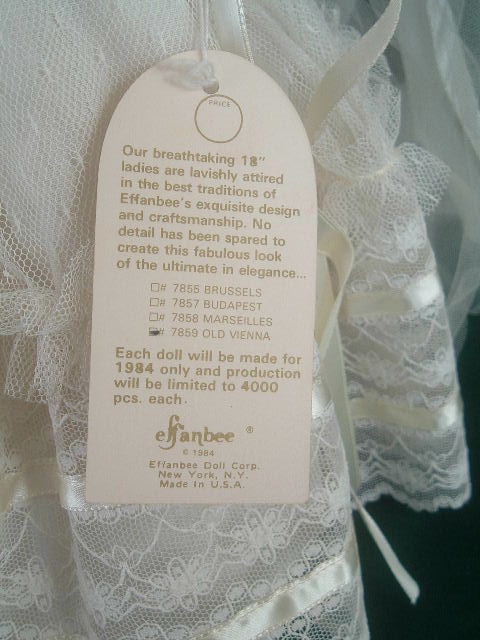 PRICE
Our breathtaking 18"
ladies are lavishly attired
in the best traditions of
Effanbee's exquisite design
and craftsmanship. No
detail has been spared to
create this fabulous look
of the ultimate in elegance...
□# 7855 BRUSSELS
□# 7857 BUDAPEST
□# 7858 MARSEILLES
■# 7859 OLD VIENNA
Each doll will be made for
1984 only and production
will be limited to 4000
pcs. each.
effanbee ®
© 1984
Effanbee Doll Corp.
New York, N.Y.
Made in U.S.A.